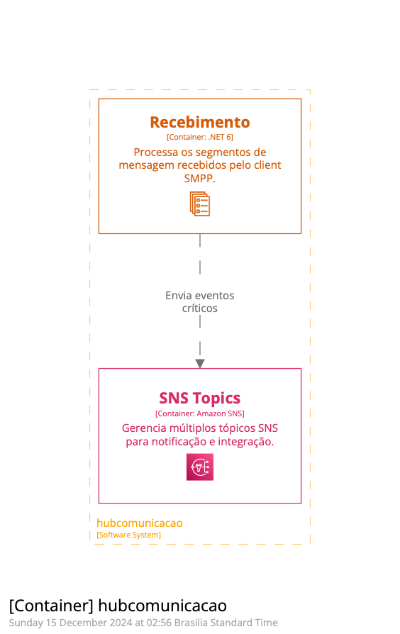 Recebimento
[Container: .NET 6]
Processa os segmentos de
mensagem recebidos pelo client
SMPP.
Envia eventos
críticos
SNS Topics
[Container: Amazon SNS]
Gerencia múltiplos tópicos SNS
para notificação e integração.
hubcomunicacao
[Software System]
[Container] hubcomunicacao
Sunday 15 December 2024 at 02:56 Brasilia Standard Time